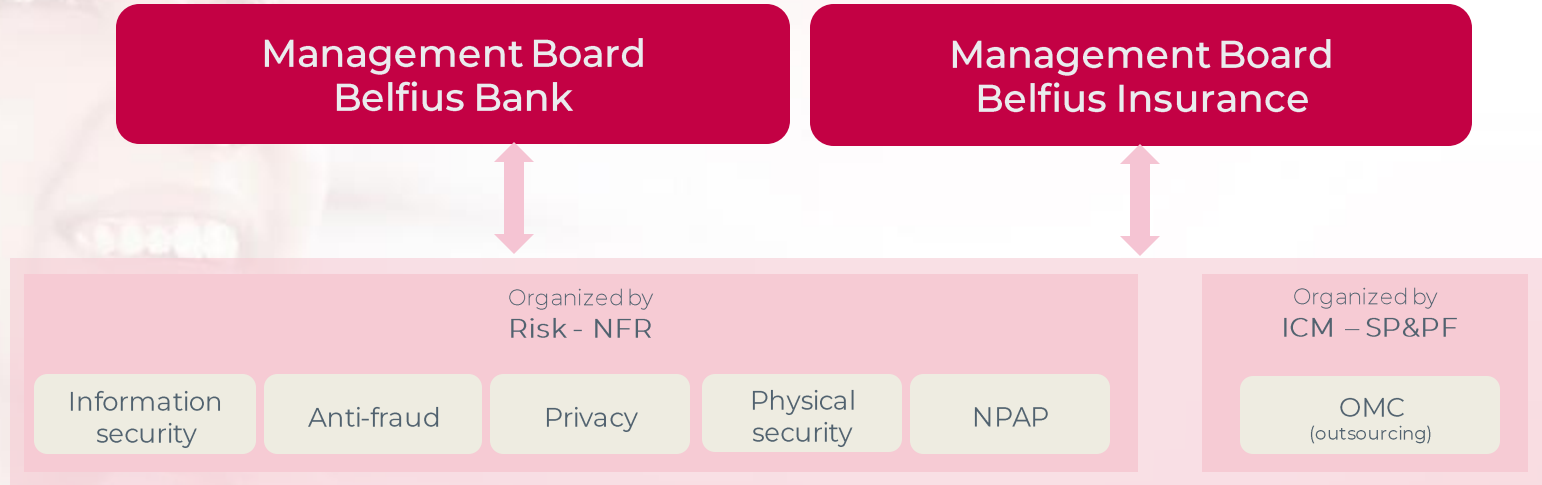 Management Board
Belfius Bank
Management Board
Belfius Insurance
Organized by
Risk - NFR
Information
security
Anti-fraud
Privacy
Physical
security
NPAP
Organized by
ICM – SP&PF
OMC
(outsourcing)